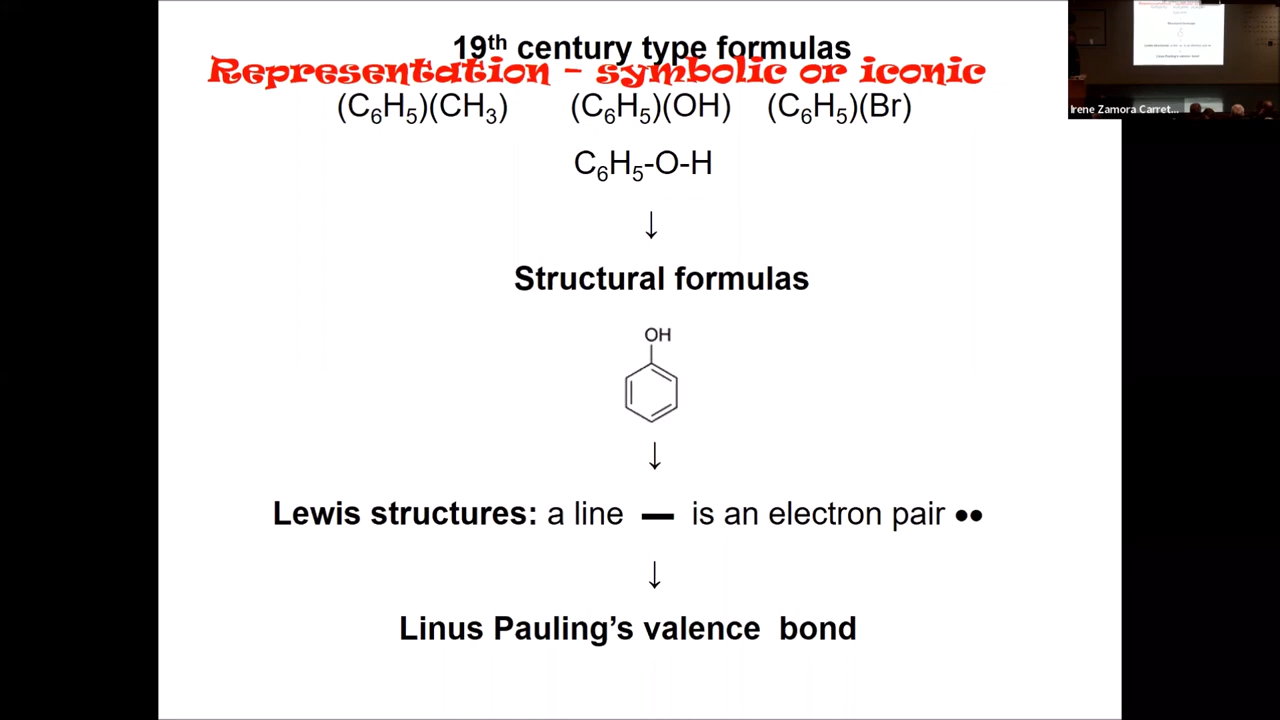 19th century type formulas
Representation – symbolic or iconic
(C6H5)(CH3) (C6H5)(OH) (C6H5)(Br)
C6H5-O-H
↓
Structural formulas
OH
↓
Lewis structures: a line — is an electron pair ••
↓
Linus Pauling’s valence bond
Irene Zamora Carret...